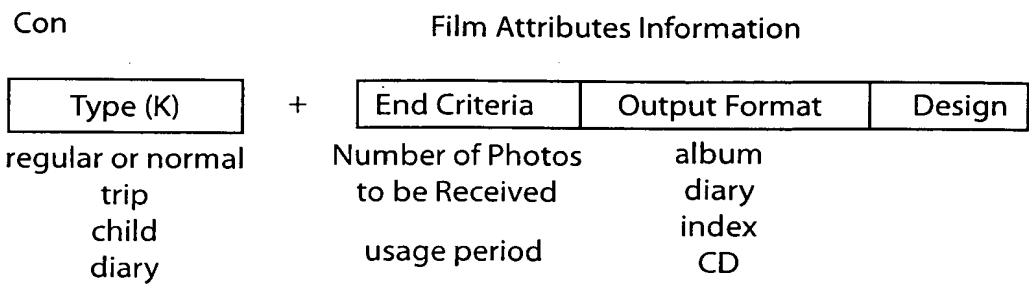 Con Film Attributes Information
Type (K) + End Criteria Output Format Design
regular or normal Number of Photos album
trip to be Received diary
child index
usage period
diary CD